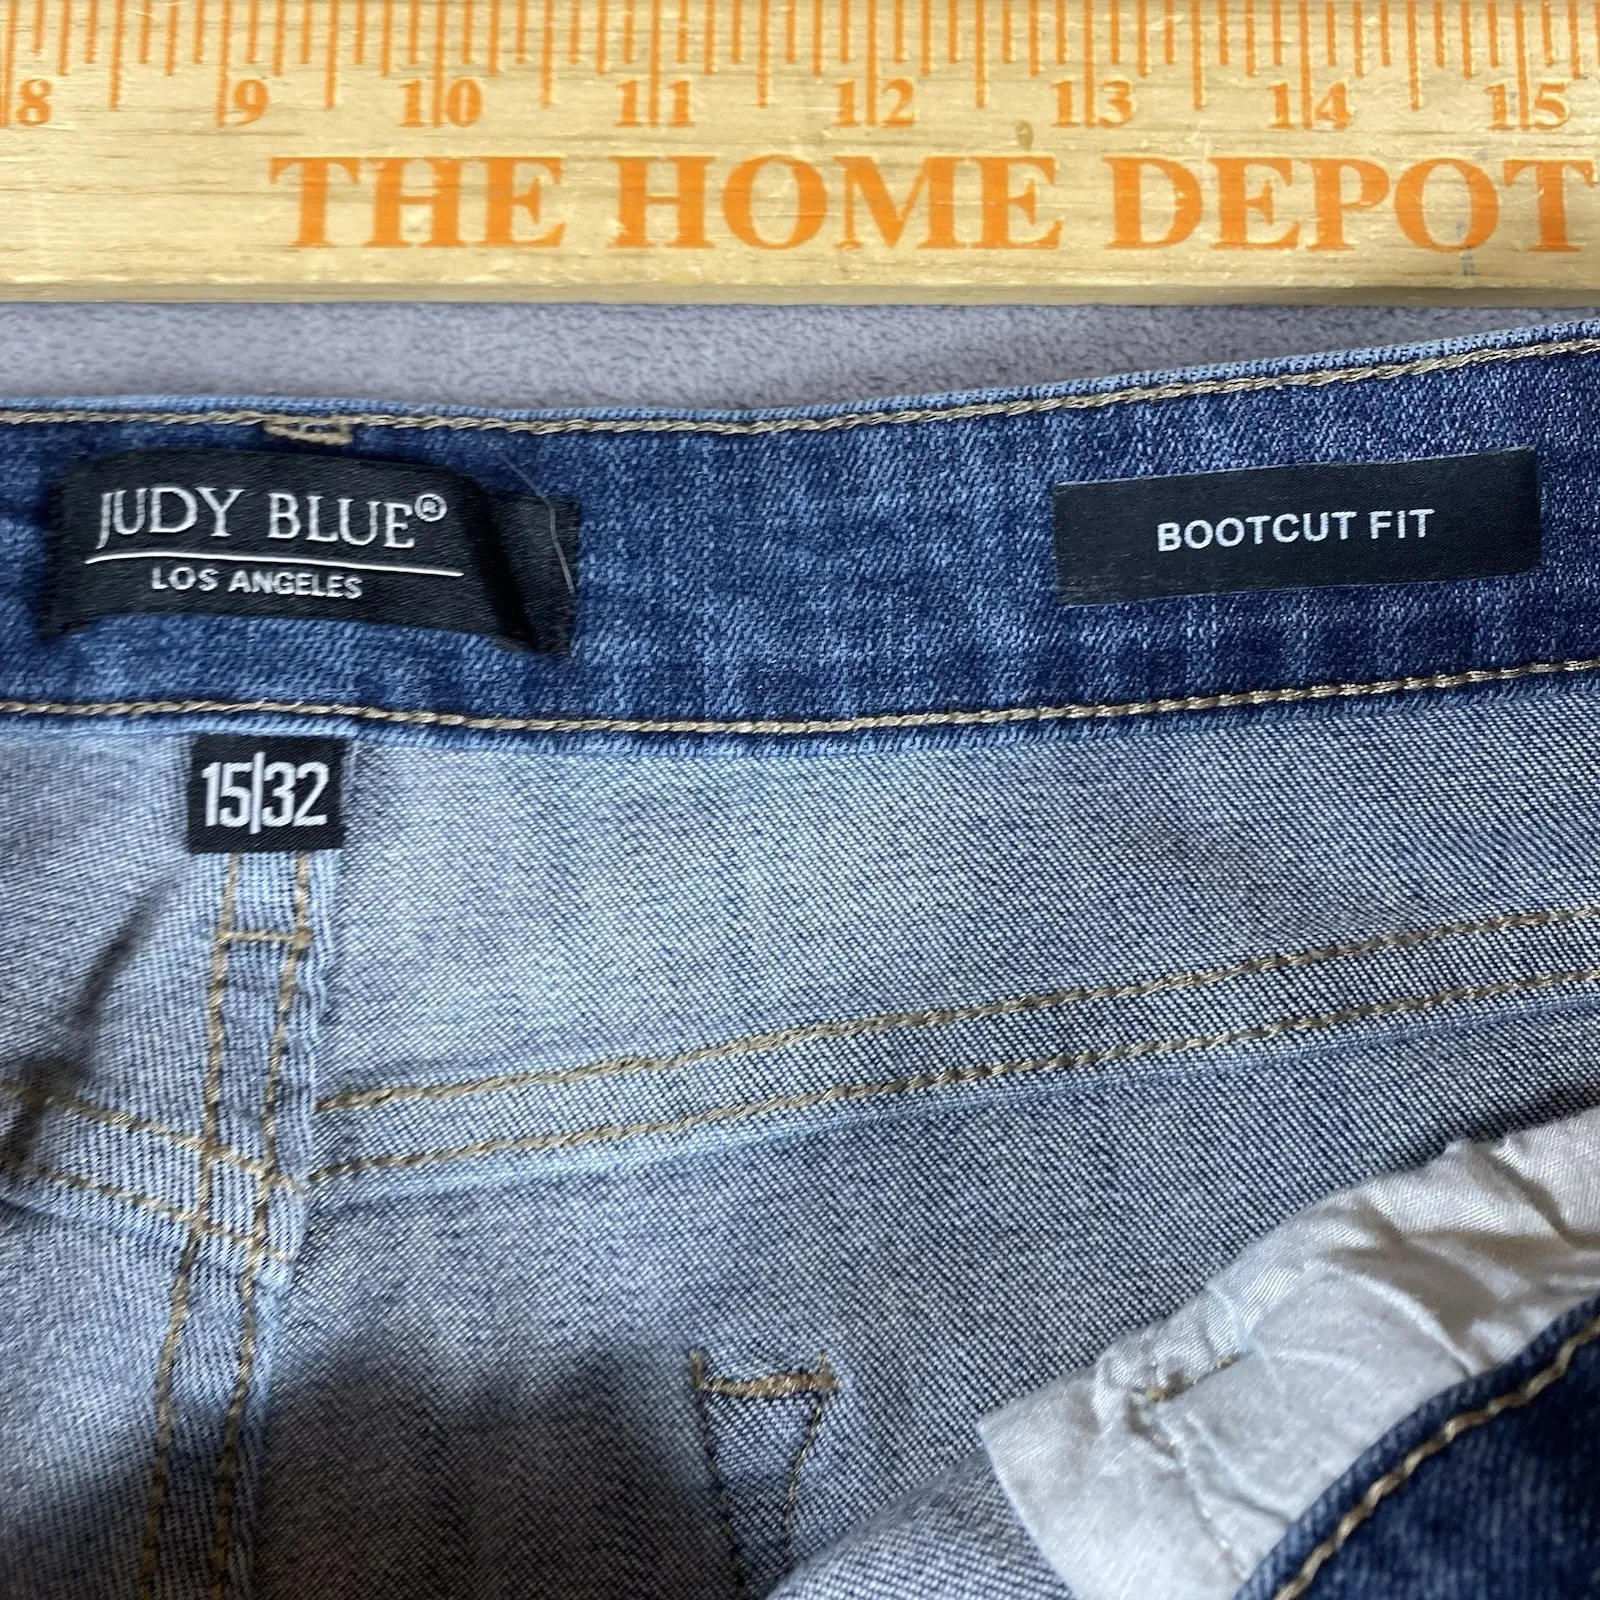 8 9 10 11 12 13 14 15
THE HOME DEPOT
JUDY BLUE®
LOS ANGELES
BOOTCUT FIT
15|32